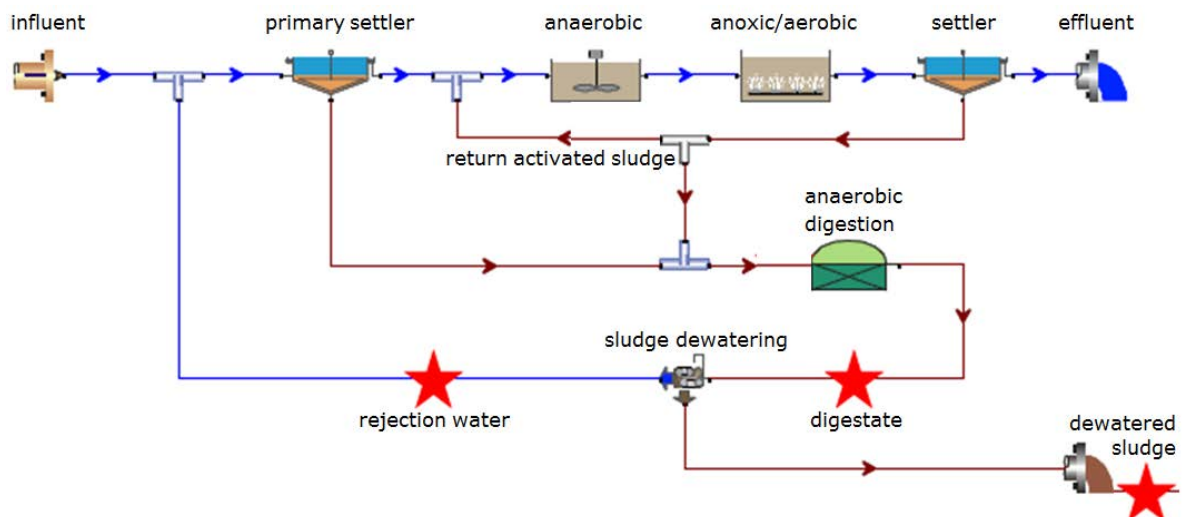 influent
primary settler
anaerobic
anoxic/aerobic
settler
effluent
return activated sludge
anaerobic
digestion
sludge dewatering
rejection water
digestate
dewatered
sludge